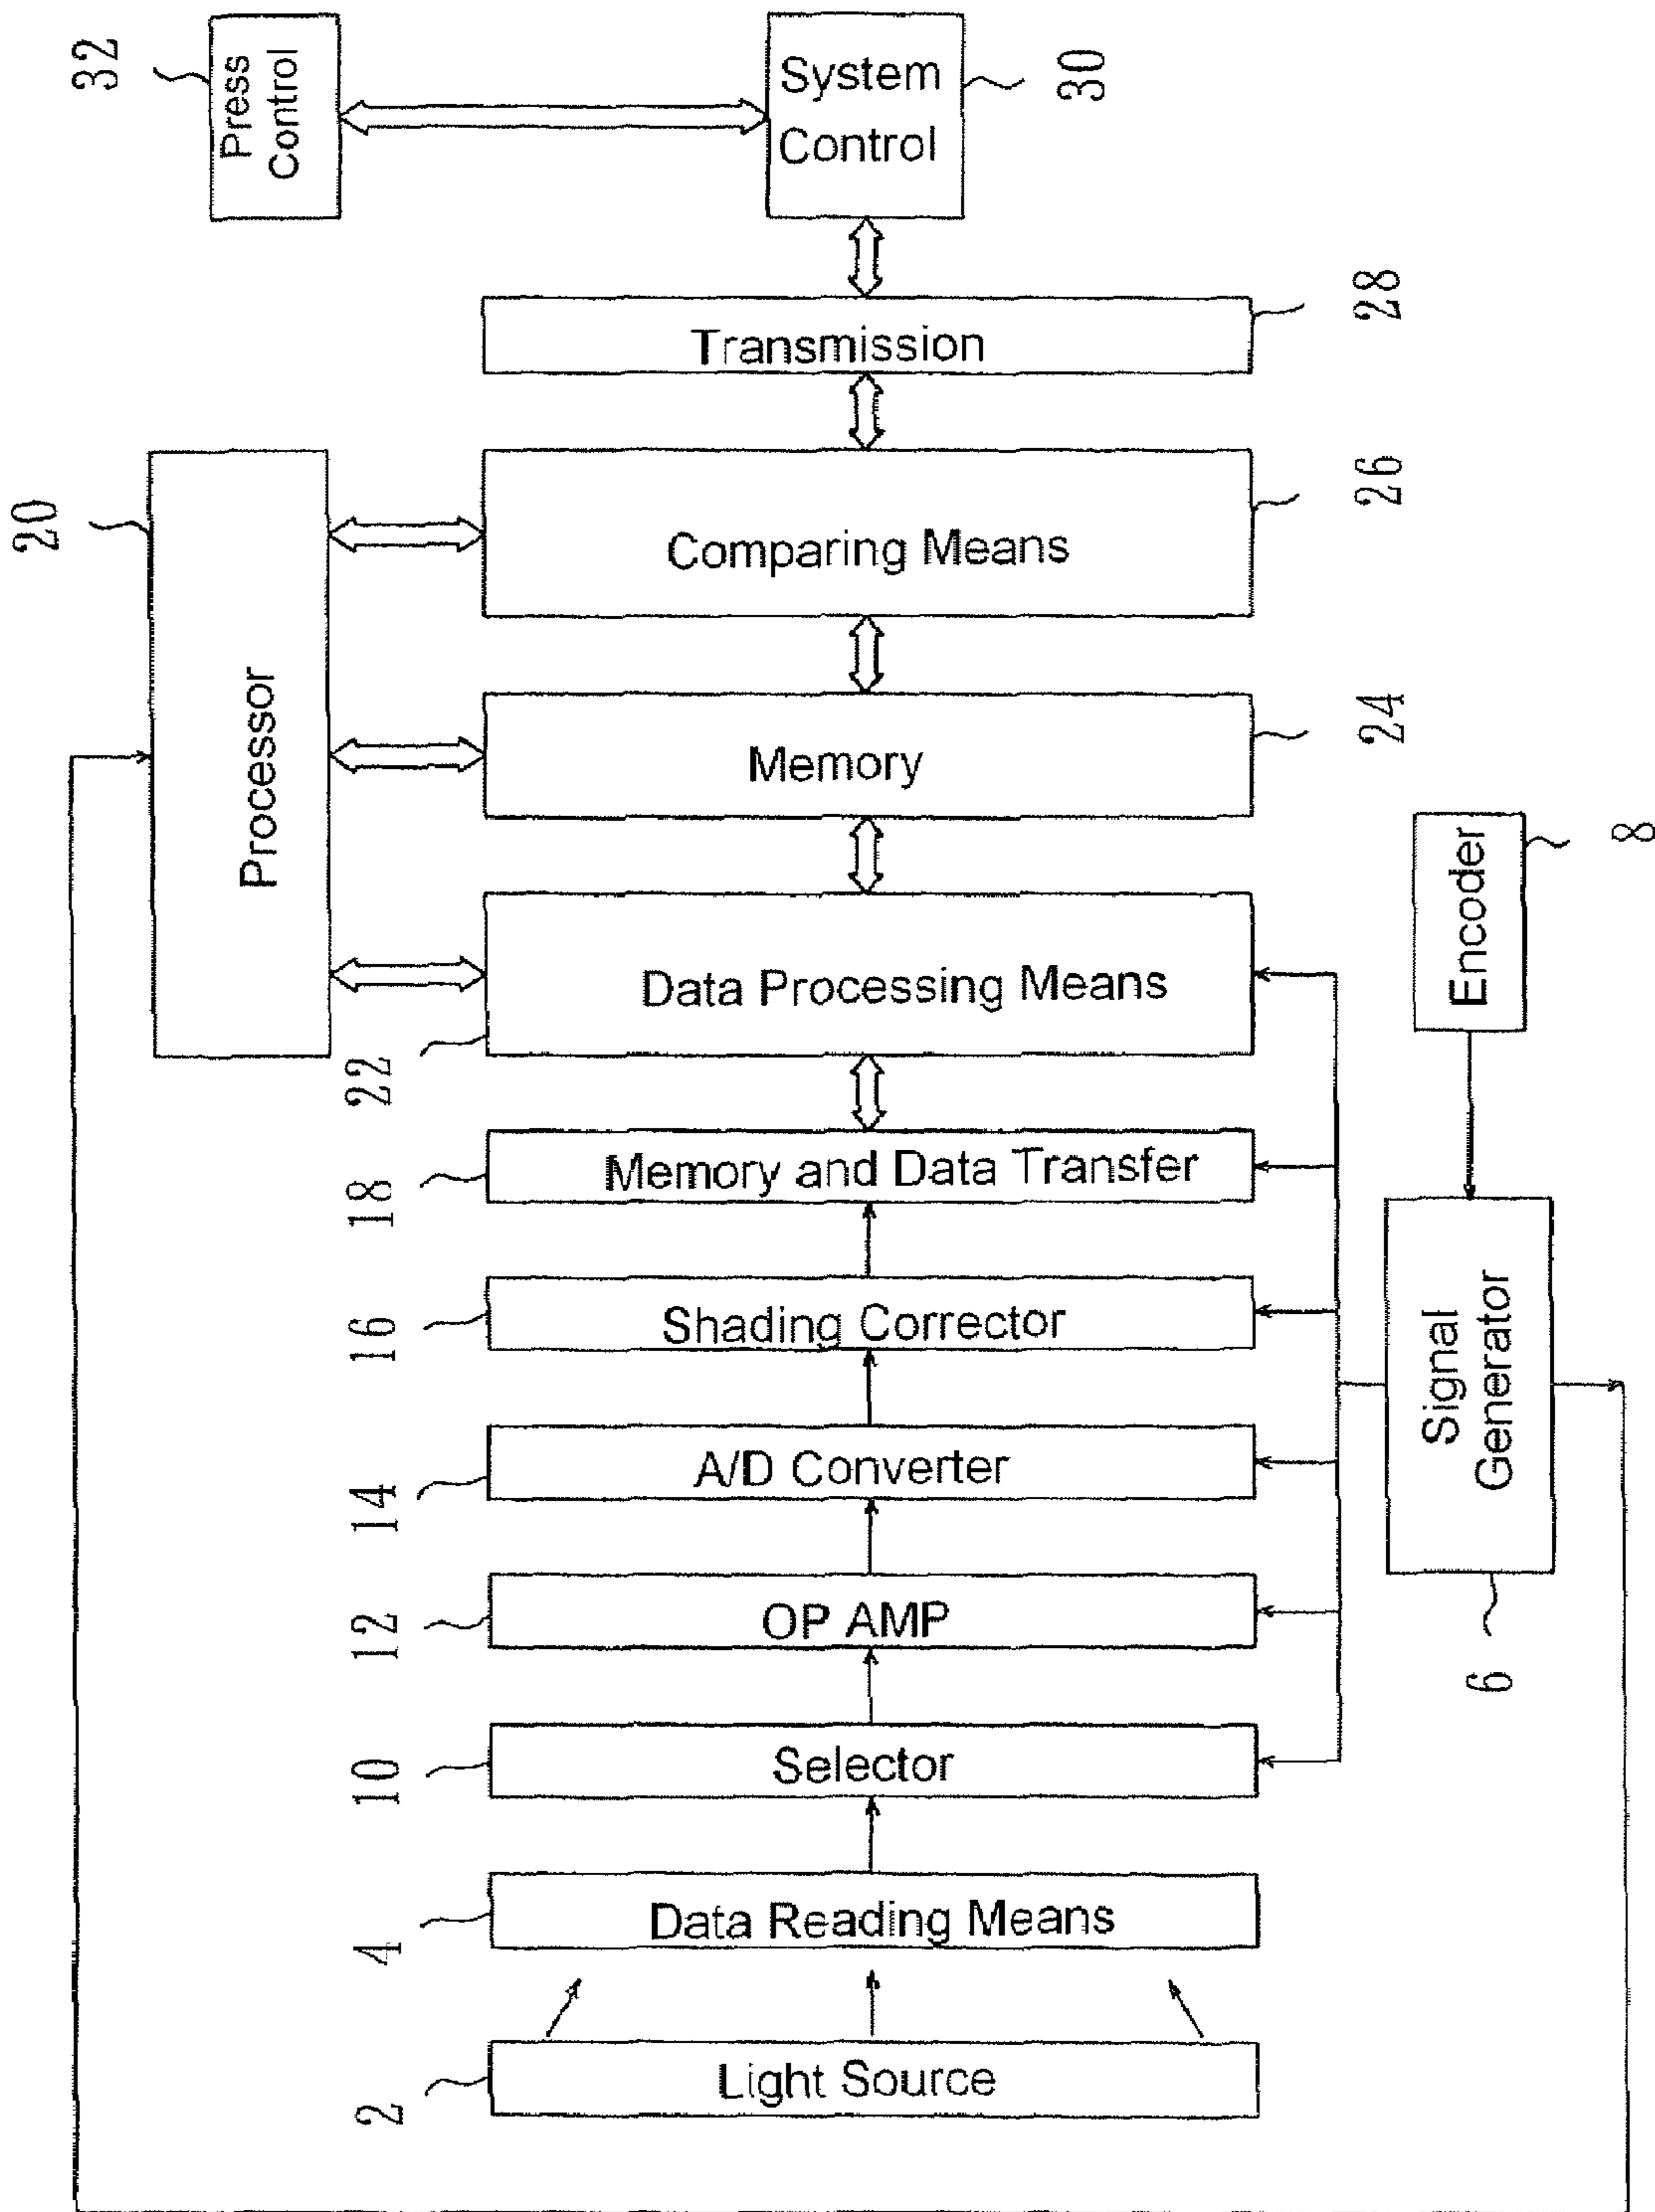 32
Press
Control
System
Control
30
Transmission
28
20
Processor
Comparing Means
26
Memory
24
Data Processing Means
22
Encoder
8
Memory and Data Transfer
18
Shading Corrector
16
Signal
Generator
6
A/D Converter
14
OP AMP
12
Selector
10
Data Reading Means
4
Light Source
2